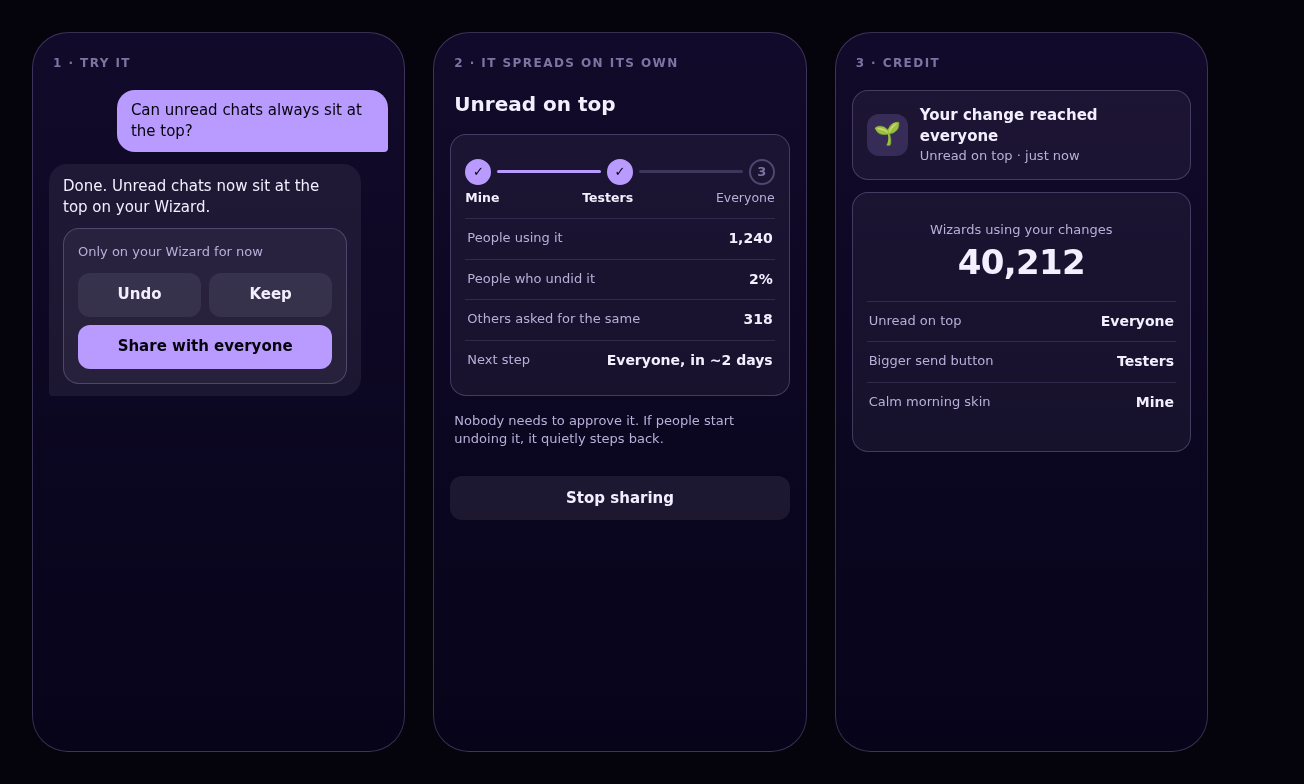 1 · TRY IT
Can unread chats always sit at
the top?
Done. Unread chats now sit at the
top on your Wizard.
Only on your Wizard for now
Undo
Keep
Share with everyone
2 · IT SPREADS ON ITS OWN
Unread on top
✓ ✓ 3
Mine Testers Everyone
People using it 1,240
People who undid it 2%
Others asked for the same 318
Next step Everyone, in ~2 days
Nobody needs to approve it. If people start
undoing it, it quietly steps back.
Stop sharing
3 · CREDIT
Your change reached
everyone
Unread on top · just now
Wizards using your changes
40,212
Unread on top Everyone
Bigger send button Testers
Calm morning skin Mine